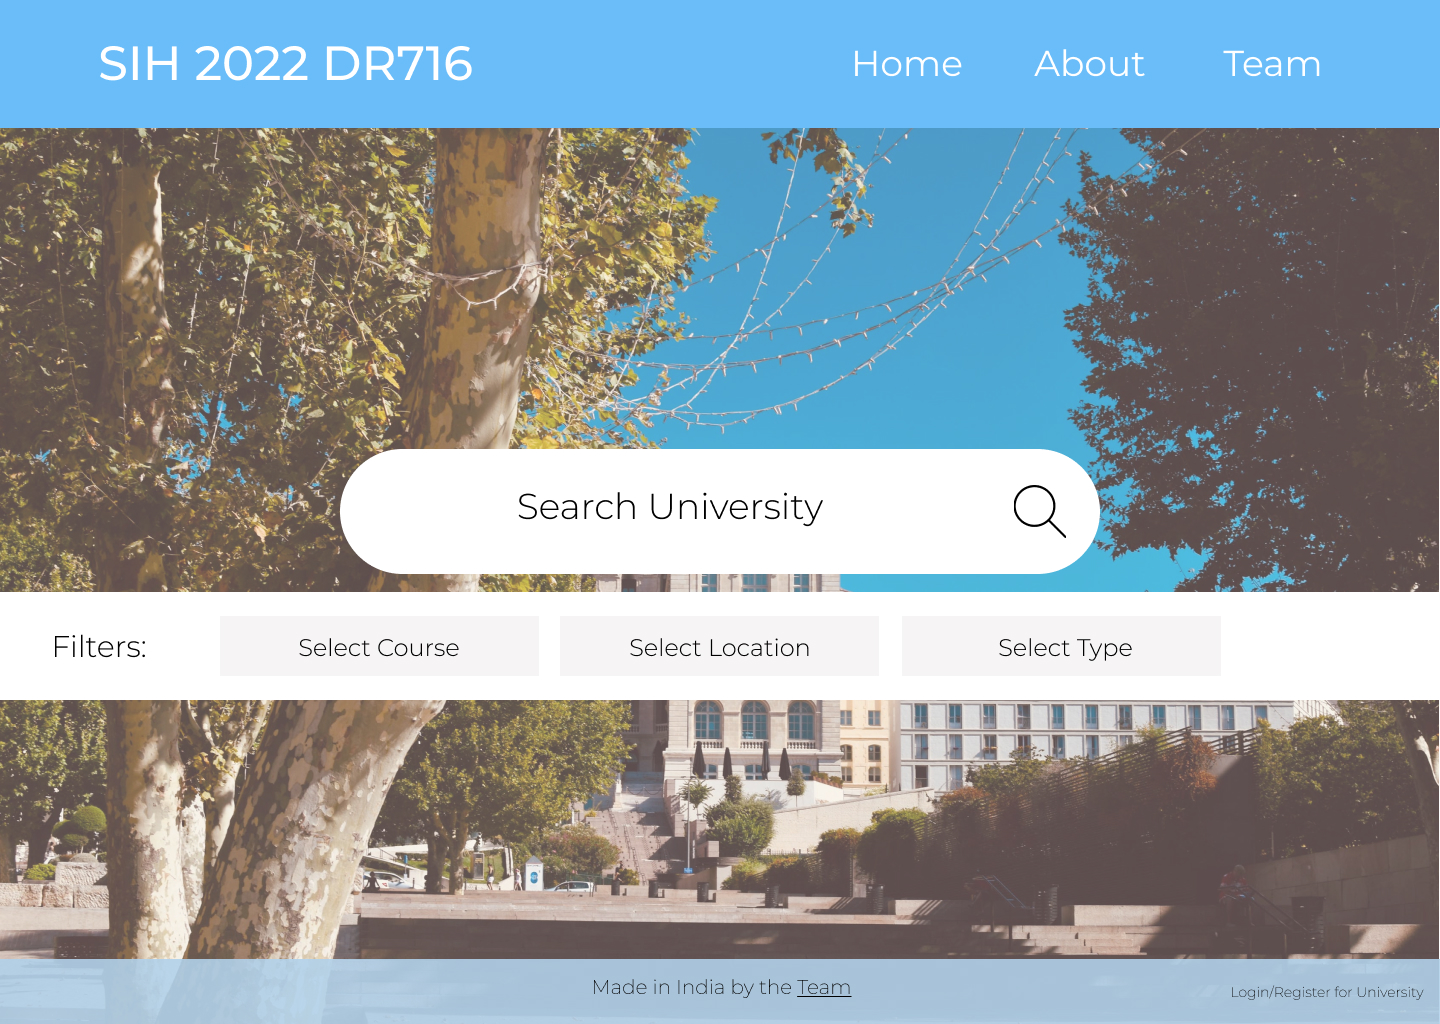 SIH 2022 DR716
Home About Team
Search University
Filters: Select Course Select Location Select Type
Made in India by the Team
Login/Register for University